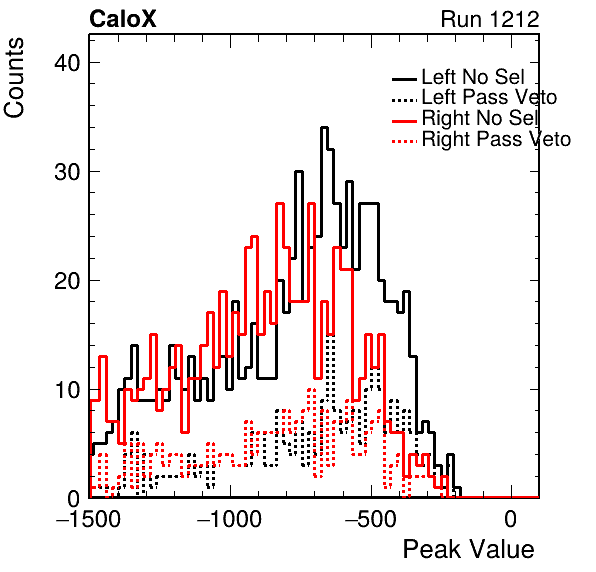 CaloX Run 1212
Counts
40
30
20
10
0
Left No Sel
Left Pass Veto
Right No Sel
Right Pass Veto
−1500 −1000 −500 0
Peak Value